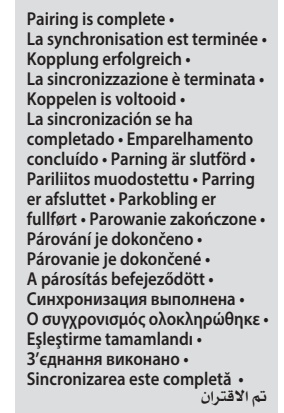 Pairing is complete •
La synchronisation est terminée •
Kopplung erfolgreich •
La sincronizzazione è terminata •
Koppelen is voltooid •
La sincronización se ha
completado • Emparelhamento
concluído • Parning är slutförd •
Pariliitos muodostettu • Parring
er afsluttet • Parkobling er
fullført • Parowanie zakończone •
Párování je dokončeno •
Párovanie je dokončené •
A párosítás befejeződött •
Синхронизация выполнена •
Ο συγχρονισμός ολοκληρώθηκε •
Eşleştirme tamamlandı •
З’єднання виконано •
Sincronizarea este completă •
تم الاقتران